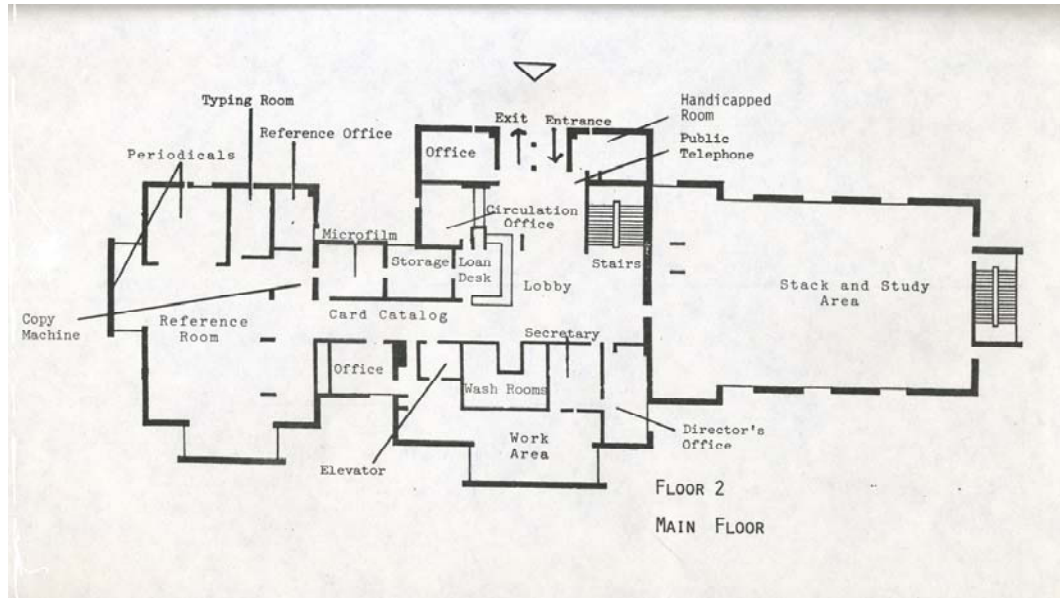 Handicapped
Room
Typing Room
Exit
Entrance
Reference Office
Public
Telephone
Periodicals
Office
Circulation
Office
Microfilm
Storage
Loan
Desk
Stairs
Lobby
Stack and Study
Area
Copy
Machine
Reference
Room
Card Catalog
Secretary
Office
Wash Rooms
Director's
Office
Work
Area
Elevator
FLOOR 2
MAIN FLOOR